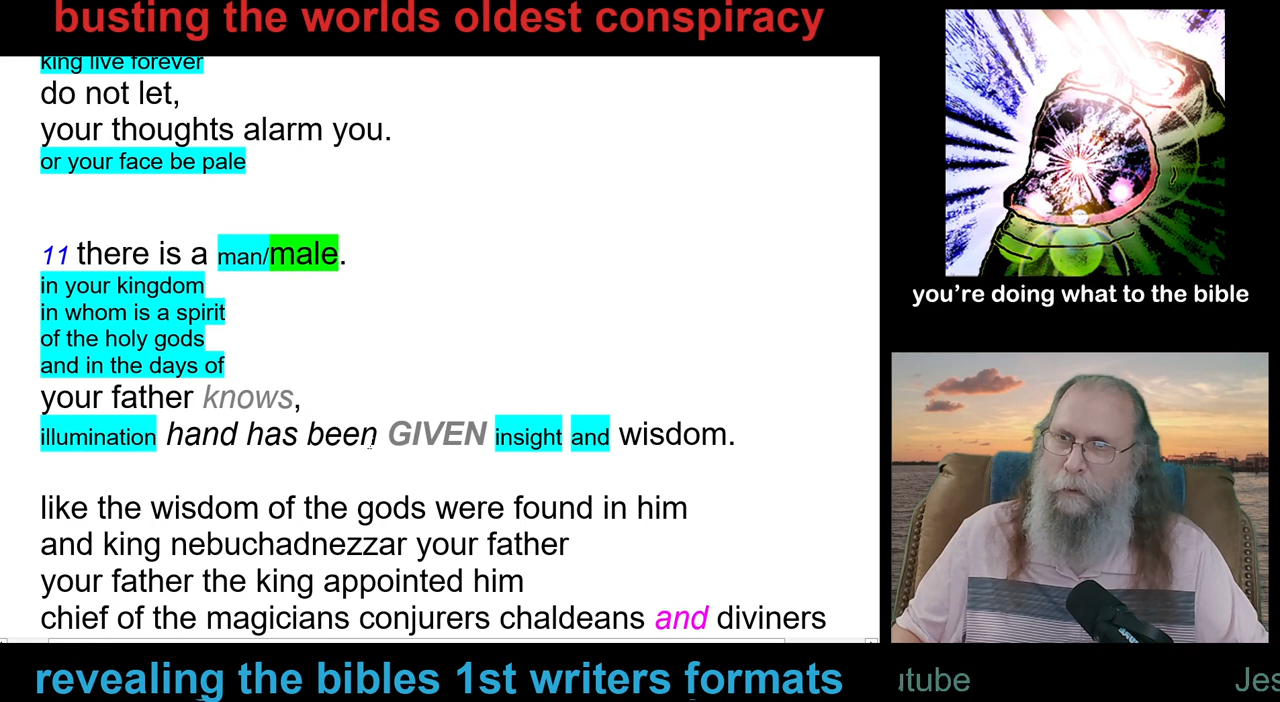 busting the worlds oldest conspiracy
king live forever
do not let,
your thoughts alarm you.
or your face be pale
11 there is a man/male.
in your kingdom
in whom is a spirit
of the holy gods
and in the days of
your father knows,
illumination hand has been GIVEN insight and wisdom.
like the wisdom of the gods were found in him
and king nebuchadnezzar your father
your father the king appointed him
chief of the magicians conjurers chaldeans and diviners
you're doing what to the bible
revealing the bibles 1st writers formats
utube Jes